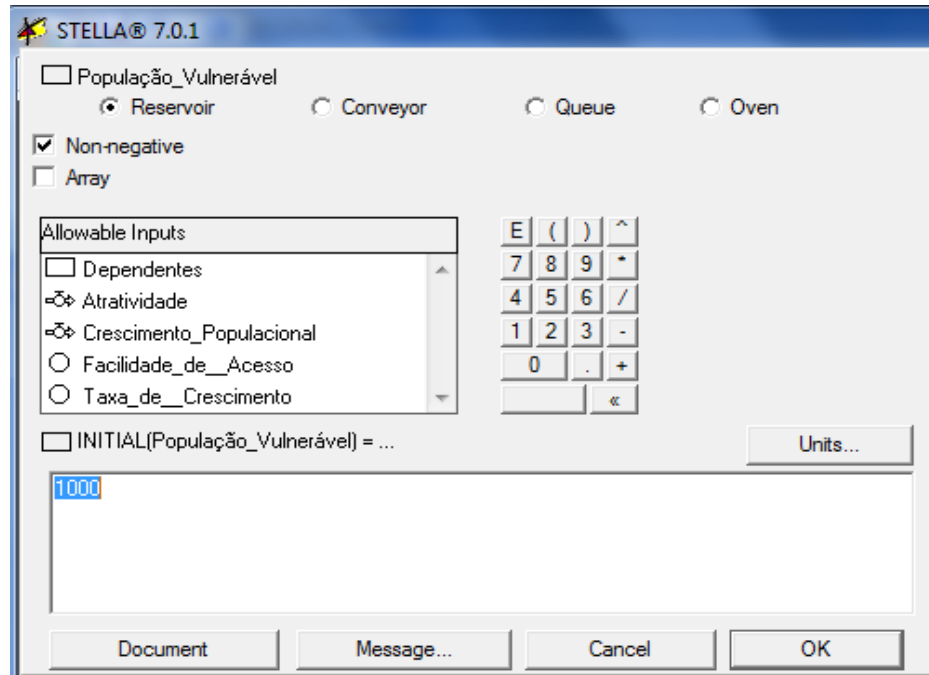 STELLA® 7.0.1
População_Vulnerável
Reservoir Conveyor Queue Oven
Non-negative
Array
Allowable Inputs
Dependentes
Atratividade
Crescimento_Populacional
Facilidade_de__Acesso
Taxa_de__Crescimento
E ( ) ^
7 8 9 *
4 5 6 /
1 2 3 -
0 . +
«
INITIAL(População_Vulnerável) = ...
Units...
1000
Document Message... Cancel OK